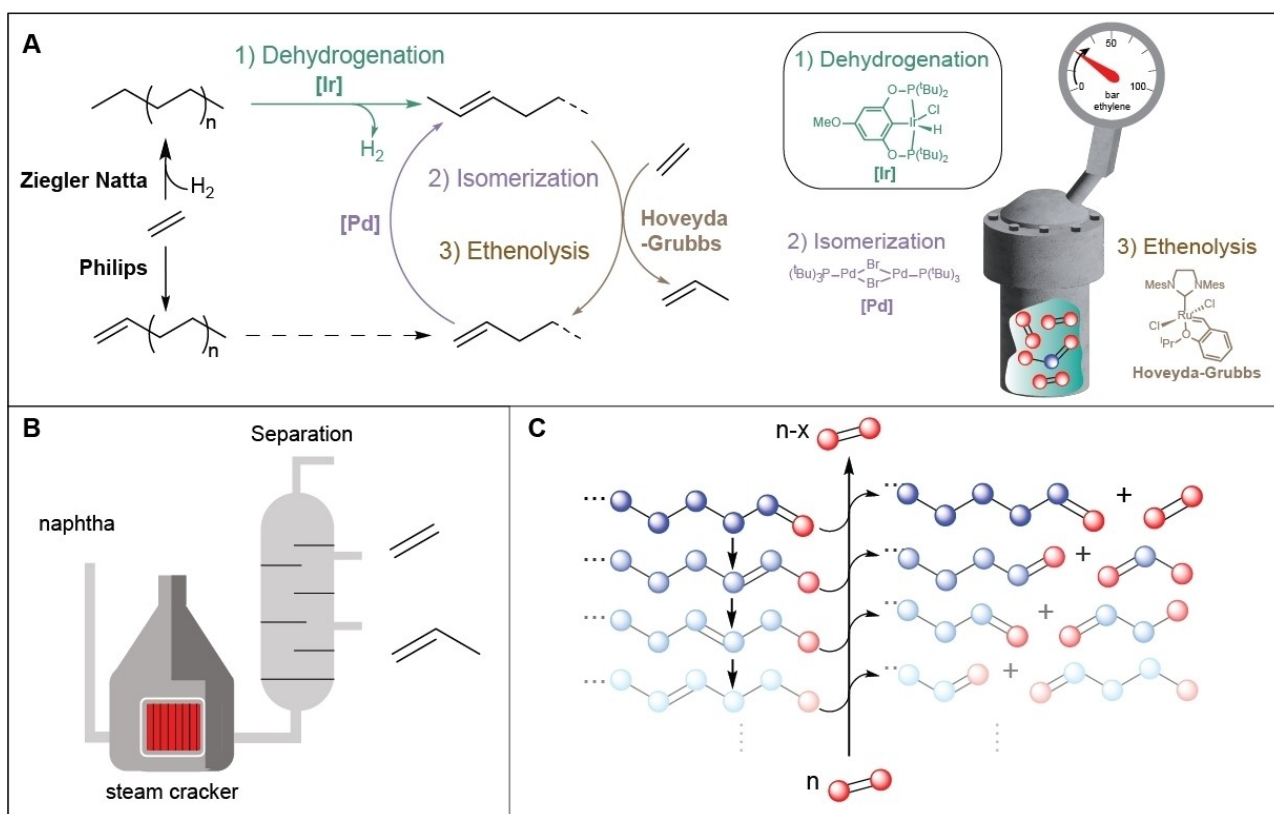 A
1) Dehydrogenation
[Ir]
n
H2
Ziegler Natta
H2
2) Isomerization
[Pd]
Hoveyda
-Grubbs
3) Ethenolysis
Philips
n
1) Dehydrogenation
O P(tBu)2
Cl
MeO Ir
H
O P(tBu)2
[Ir]
50
0 100
bar
ethylene
2) Isomerization
Br
(tBu)3P Pd Pd P(tBu)3
Br
[Pd]
3) Ethenolysis
MesN NMes
Cl
Ru
Cl
O
iPr
Hoveyda-Grubbs
B
Separation
naphtha
steam cracker
C
n-x
+
+
+
+
n